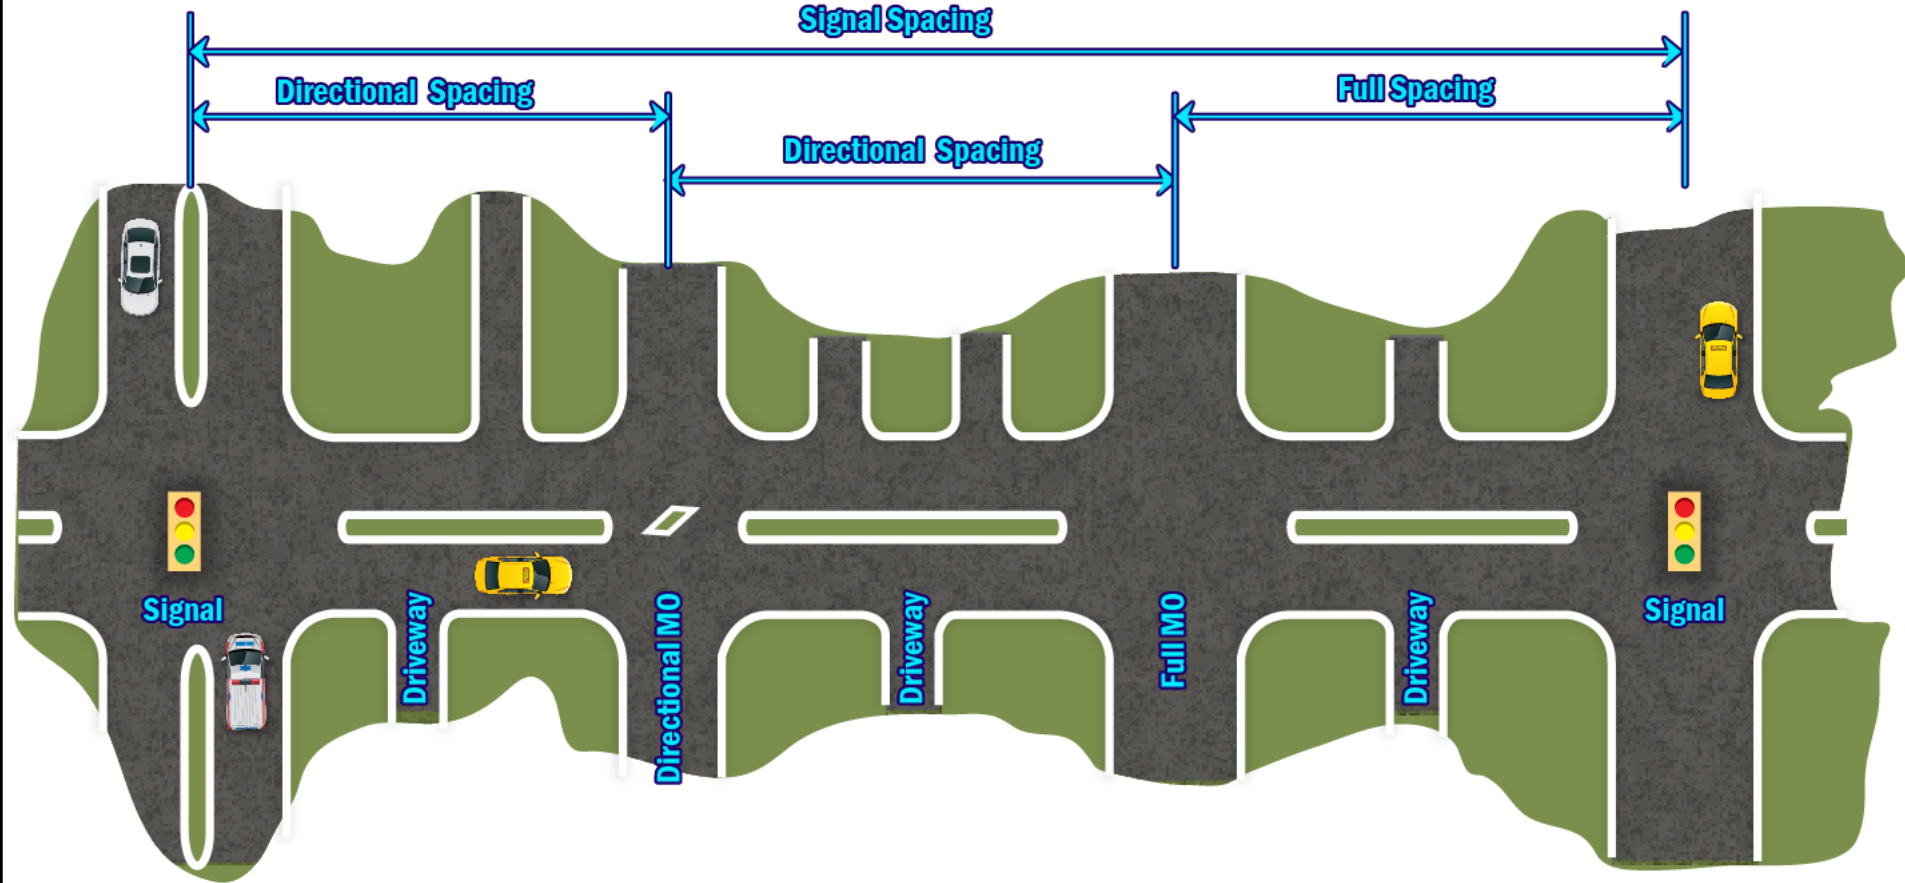 Signal Spacing
Directional Spacing
Full Spacing
Directional Spacing
Signal
Driveway
Directional MO
Driveway
Full MO
Driveway
Signal